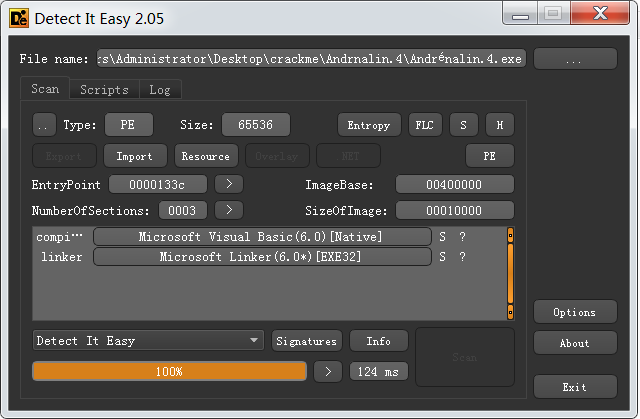 Detect It Easy 2.05
File name: rs\Administrator\Desktop\crackme\Andrnalin.4\Andrénalin.4.exe ...
Scan Scripts Log
.. Type: PE Size: 65536 Entropy FLC S H
Export Import Resource Overlay .NET PE
EntryPoint 0000133c > ImageBase: 00400000
NumberOfSections: 0003 > SizeOfImage: 00010000
compi… Microsoft Visual Basic(6.0)[Native] S ?
linker Microsoft Linker(6.0*)[EXE32] S ?
Options
Detect It Easy Signatures Info Scan About
100% > 124 ms
Exit